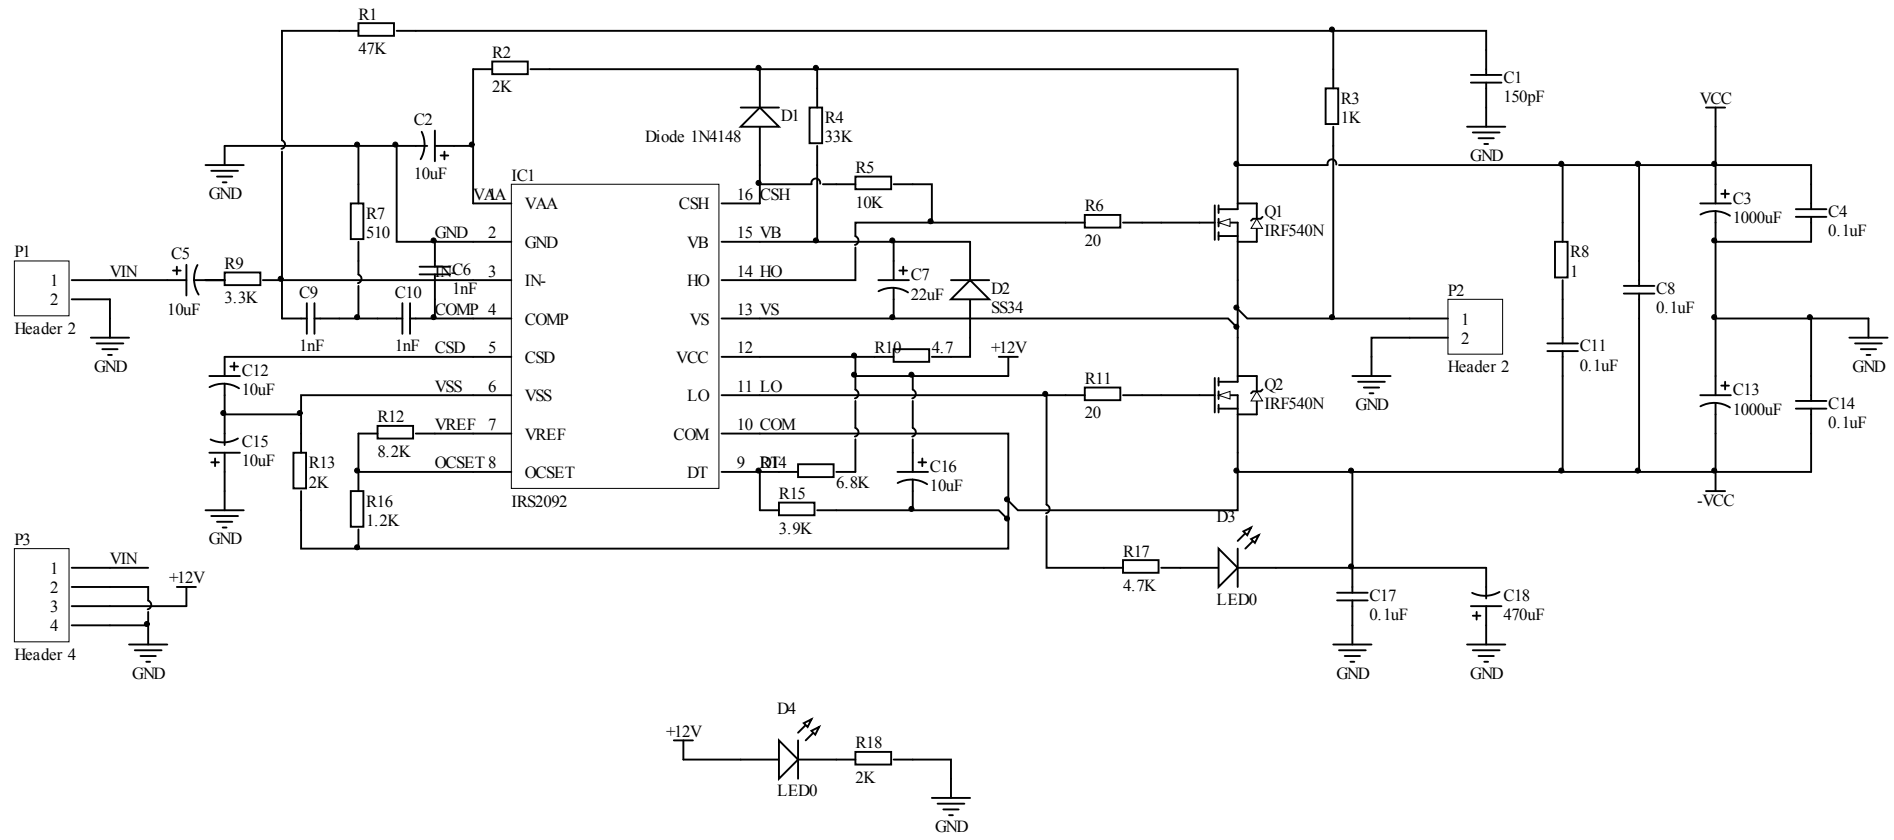 R1
47K
R2
2K
C1
150pF
GND
R3
1K
VCC
D1
Diode 1N4148
R4
33K
C2
10uF
GND
R7
510
IC1
IRS2092
VAA
1
VAA
GND
2
GND
IN-
3
IN-
COMP
4
COMP
CSD
5
CSD
VSS
6
VSS
VREF
7
VREF
OCSET
8
OCSET
CSH
16
CSH
VB
15
VB
HO
14
HO
VS
13
VS
VCC
12
LO
11
LO
COM
10
COM
DT
9
DT
R5
10K
R6
20
Q1
IRF540N
C3
1000uF
C4
0.1uF
R8
1
C8
0.1uF
P1
1
2
Header 2
VIN
GND
C5
10uF
R9
3.3K
C6
1nF
C9
1nF
C10
1nF
C7
22uF
D2
SS34
R10
4.7
+12V
P2
1
2
Header 2
GND
C11
0.1uF
GND
C12
10uF
C15
10uF
GND
R12
8.2K
R13
2K
R16
1.2K
R11
20
Q2
IRF540N
C13
1000uF
C14
0.1uF
-VCC
R14
6.8K
R15
3.9K
C16
10uF
D3
LED0
R17
4.7K
C17
0.1uF
GND
C18
470uF
GND
P3
1
2
3
4
Header 4
VIN
+12V
GND
+12V
D4
LED0
R18
2K
GND